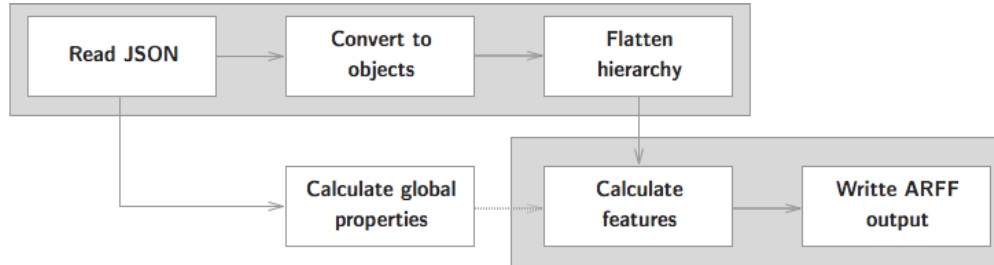 Read JSON
Convert to
objects
Flatten
hierarchy
Calculate global
properties
Calculate
features
Writte ARFF
output